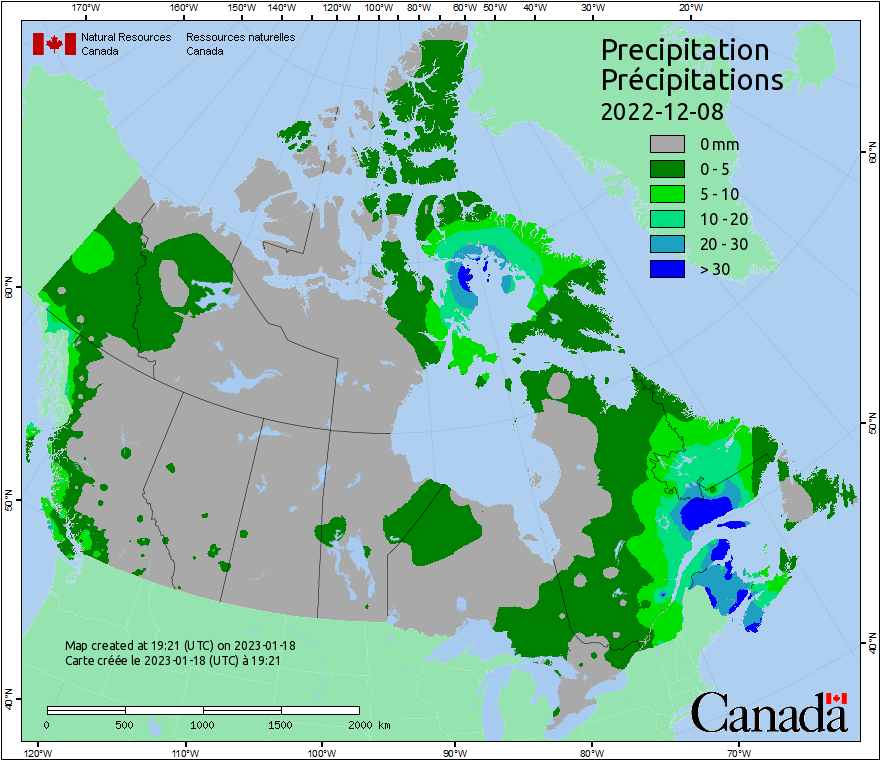 170°W 160°W 150°W 140°W 120°W 100°W 80°W 60°W 50°W 40°W 30°W 20°W
Natural Resources Ressources naturelles
Canada Canada
Precipitation
Précipitations
2022-12-08
0 mm
0 - 5
5 - 10
10 - 20
20 - 30
> 30
60°N
60°N
50°N
50°N
40°N
40°N
Map created at 19:21 (UTC) on 2023-01-18
Carte créée le 2023-01-18 (UTC) à 19:21
0 500 1000 1500 2000 km
Canada
120°W 110°W 100°W 90°W 80°W 70°W